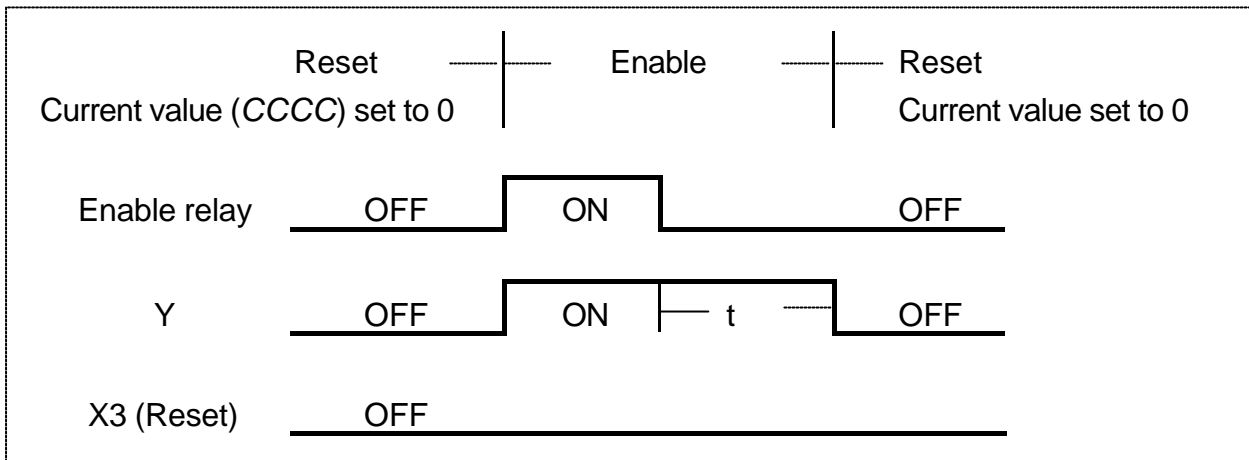 Reset Enable Reset
Current value (CCCC) set to 0 Current value set to 0
Enable relay OFF ON OFF
Y OFF ON t OFF
X3 (Reset) OFF